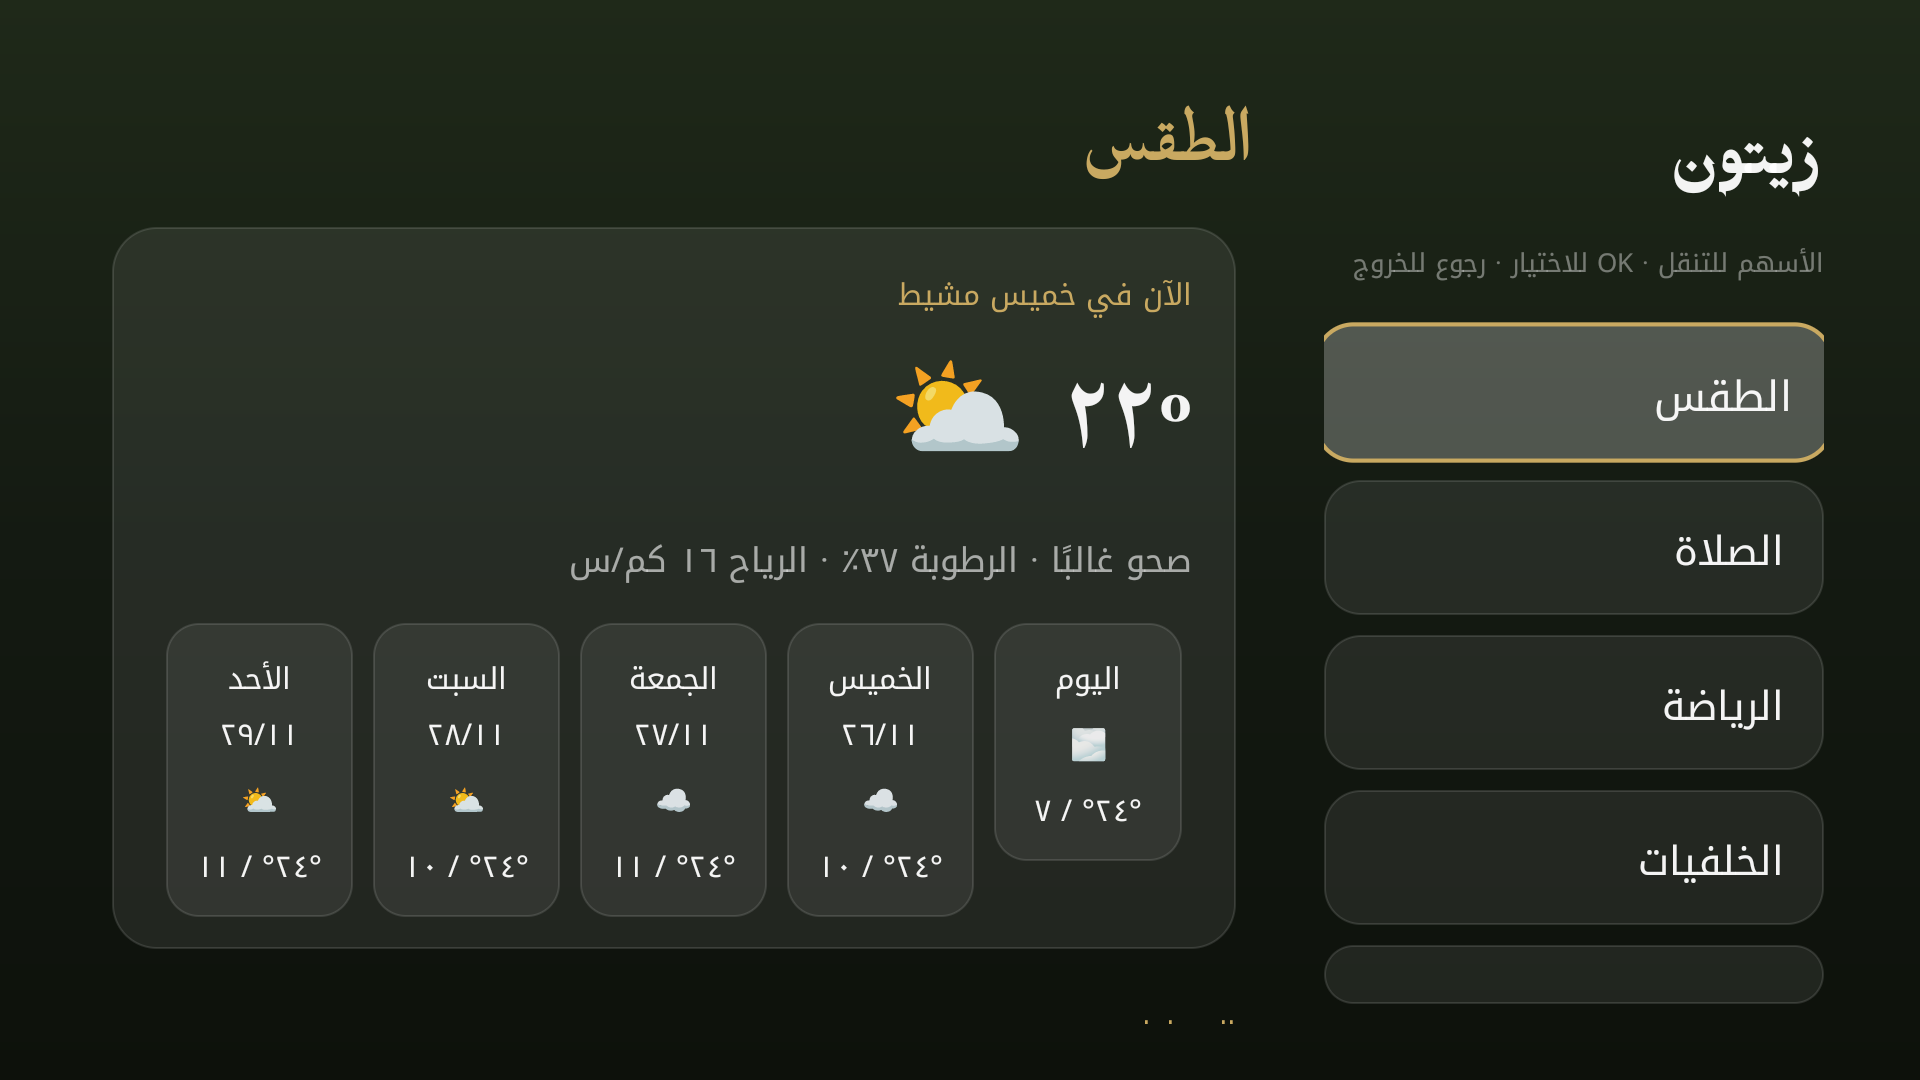 زيتون
الأسهم للتنقل · OK للاختيار · رجوع للخروج
الطقس
الصلاة
الرياضة
الخلفيات
الطقس
الآن في خميس مشيط
٢٢°
صحو غالبًا · الرطوبة ٣٧٪ · الرياح ١٦ كم/س
اليوم
٢٤° / ٧
الخميس
٢٦/١١
٢٤° / ١٠
الجمعة
٢٧/١١
٢٤° / ١١
السبت
٢٨/١١
٢٤° / ١٠
الأحد
٢٩/١١
٢٤° / ١١